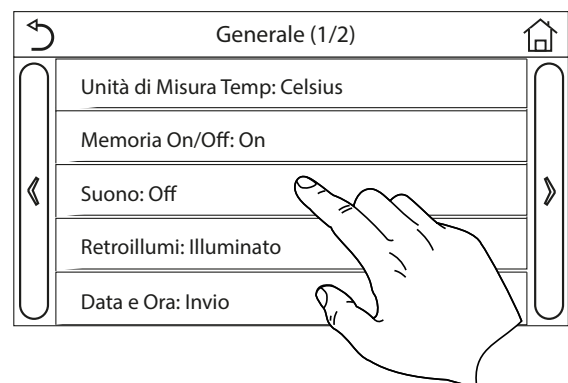 Generale (1/2)
Unità di Misura Temp: Celsius
Memoria On/Off: On
Suono: Off
Retroillumi: Illuminato
Data e Ora: Invio